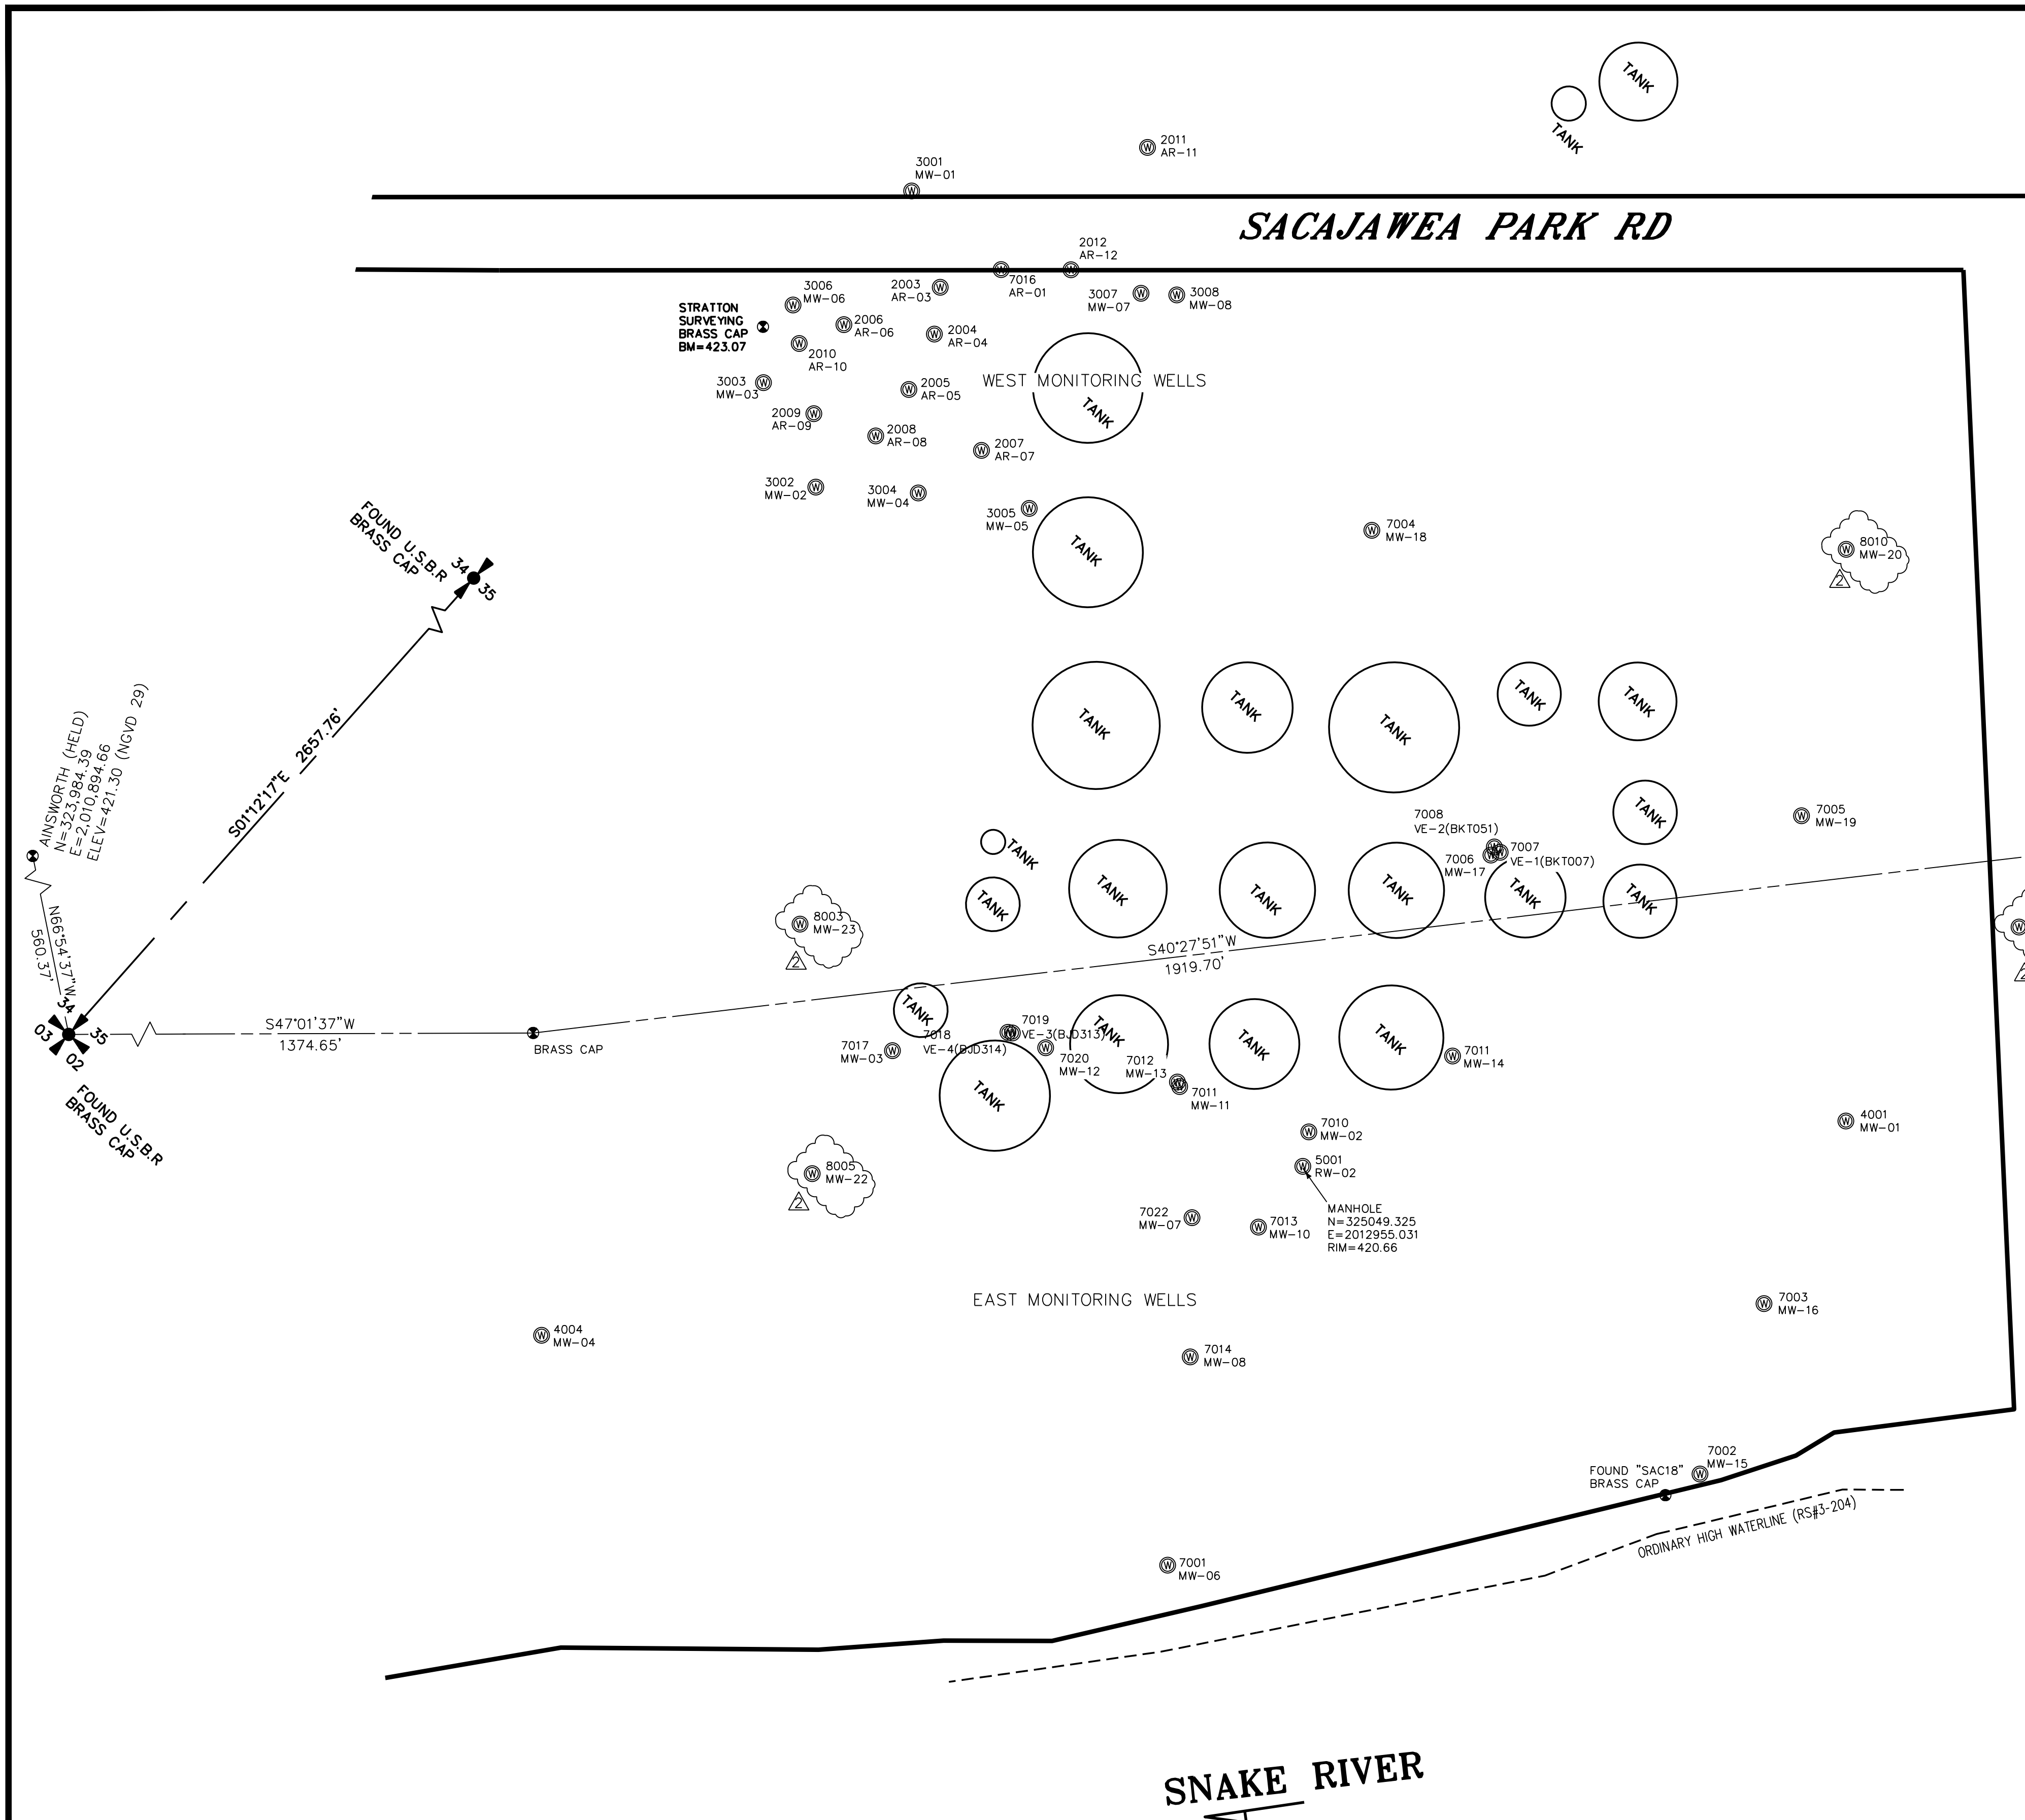 TANK
TANK
2011
AR-11
3001
MW-01
SACAJAWEA PARK RD
2012
AR-12
7016
AR-01
2003
AR-03
3006
MW-06
3007
MW-07
3008
MW-08
STRATTON
SURVEYING
BRASS CAP
BM=423.07
2006
AR-06
2004
AR-04
2010
AR-10
3003
MW-03
2005
AR-05
WEST MONITORING WELLS
TANK
2009
AR-09
2008
AR-08
2007
AR-07
3002
MW-02
3004
MW-04
3005
MW-05
TANK
7004
MW-18
8010
MW-20
2
FOUND U.S.B.R
BRASS CAP
34
35
S01°12'17"E 2657.76'
AINSWORTH (HELD)
N=323,984.39
E=2,010,894.66
ELEV=421.30 (NGVD 29)
TANK
TANK
TANK
TANK
TANK
TANK
7005
MW-19
7008
VE-2(BKT051)
7007
VE-1(BKT007)
7006
MW-17
TANK
TANK
TANK
TANK
TANK
TANK
TANK
8003
MW-23
2
2
N66°54'37"W
560.37'
S40°27'51"W
1919.70'
34
35
03
02
S47°01'37"W
1374.65'
BRASS CAP
FOUND U.S.B.R
BRASS CAP
TANK
7017
MW-03
7018
VE-4(BJD314)
7019
VE-3(BJD313)
7020
MW-12
TANK
TANK
TANK
TANK
7012
MW-13
7011
MW-11
7011
MW-14
7010
MW-02
4001
MW-01
5001
RW-02
8005
MW-22
2
MANHOLE
N=325049.325
E=2012955.031
RIM=420.66
7022
MW-07
7013
MW-10
EAST MONITORING WELLS
7003
MW-16
4004
MW-04
7014
MW-08
7002
MW-15
FOUND "SAC18"
BRASS CAP
ORDINARY HIGH WATERLINE (RS#3-204)
7001
MW-06
SNAKE RIVER